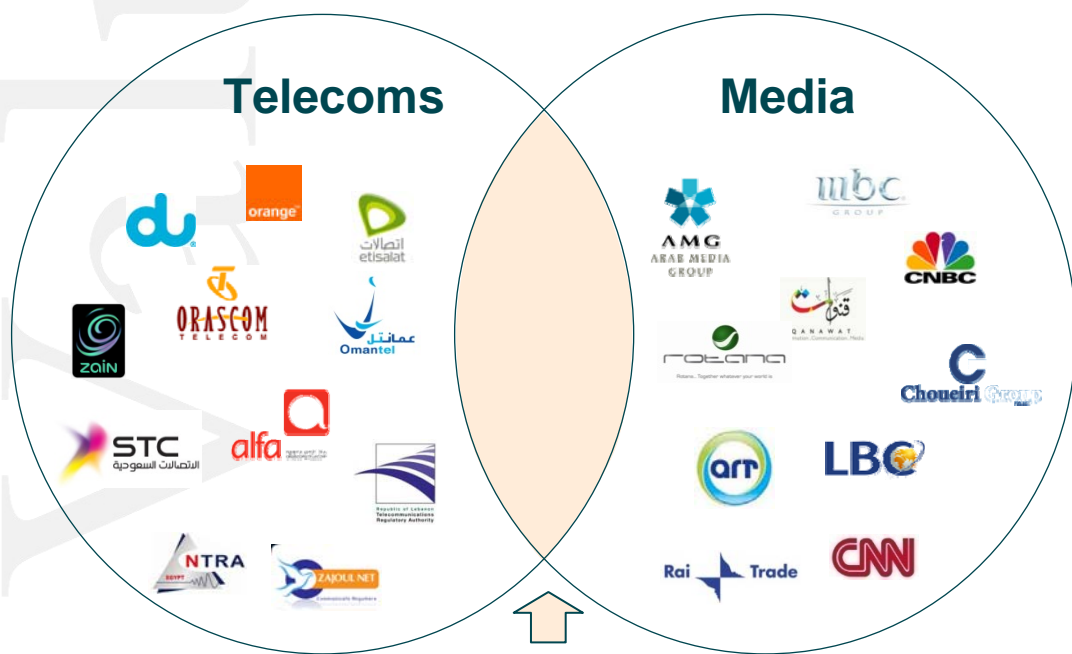 Telecoms
Media
du
orange
اتصالات
etisalat
ORASCOM
TELECOM
عمانتل
Omantel
ZAIN
STC
الاتصالات السعودية
alfa
Republic of Lebanon
Telecommunications
Regulatory Authority
NTRA
EGYPT
ZAJOUL NET
AMG
ARAB MEDIA
GROUP
mbc
GROUP
CNBC
قنوات
QANAWAT
rotana
Rotana... Together whatever your world is
Choueiri Group
art
LBC
Rai Trade
CNN